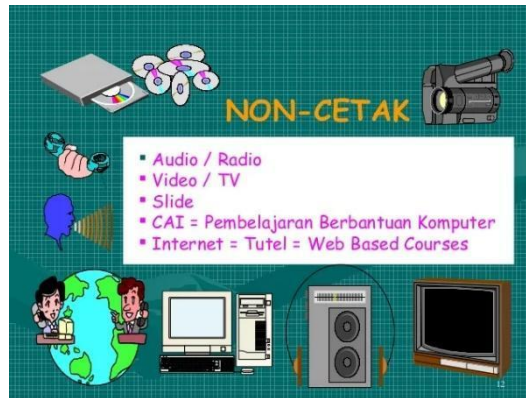 NON-CETAK
▪ Audio / Radio
▪ Video / TV
▪ Slide
▪ CAI = Pembelajaran Berbantuan Komputer
▪ Internet = Tutel = Web Based Courses
12